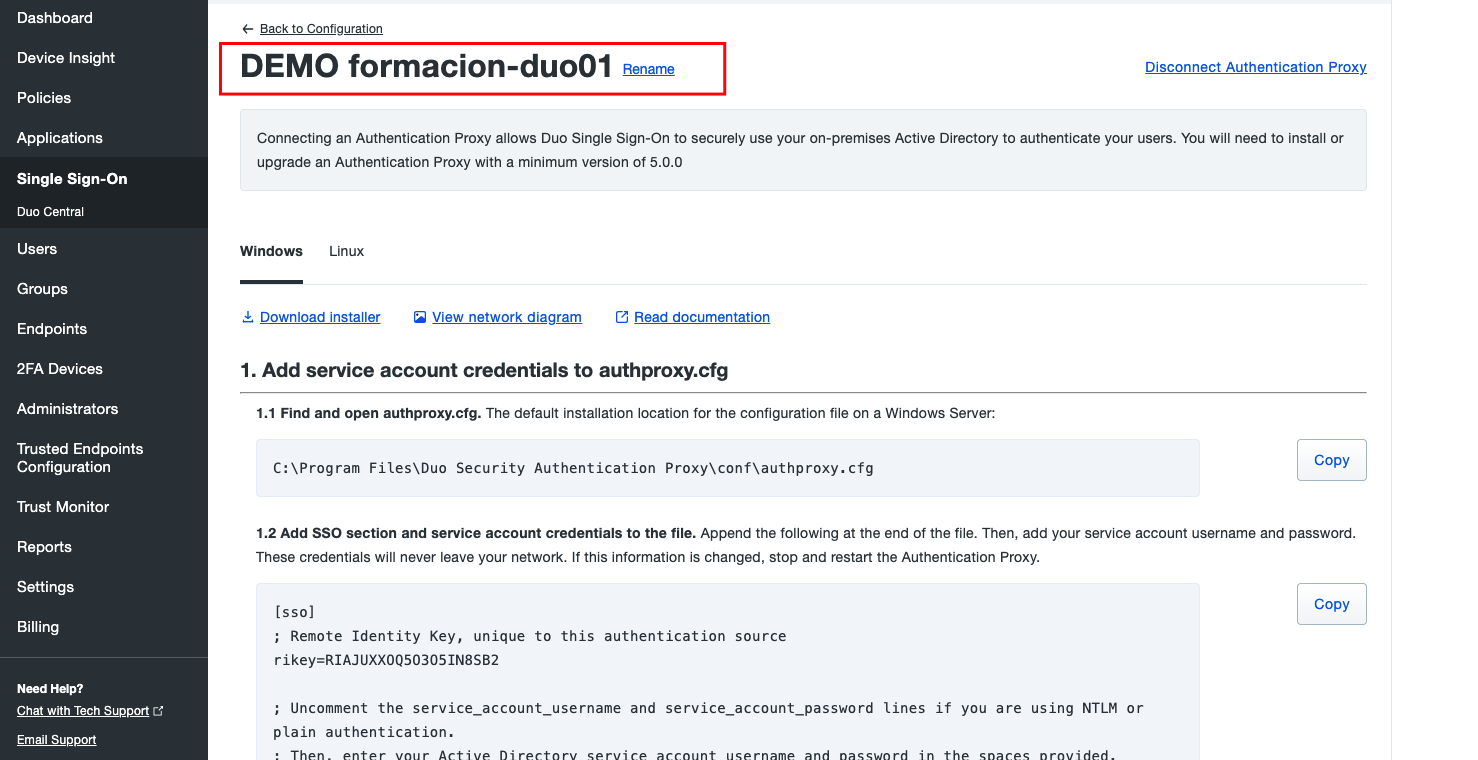 Dashboard
Device Insight
Policies
Applications
Single Sign-On
Duo Central
Users
Groups
Endpoints
2FA Devices
Administrators
Trusted Endpoints
Configuration
Trust Monitor
Reports
Settings
Billing
Need Help?
Chat with Tech Support
Email Support
← Back to Configuration
DEMO formacion-duo01 Rename
Disconnect Authentication Proxy
Connecting an Authentication Proxy allows Duo Single Sign-On to securely use your on-premises Active Directory to authenticate your users. You will need to install or
upgrade an Authentication Proxy with a minimum version of 5.0.0
Windows Linux
Download installer View network diagram Read documentation
1. Add service account credentials to authproxy.cfg
1.1 Find and open authproxy.cfg. The default installation location for the configuration file on a Windows Server:
C:\Program Files\Duo Security Authentication Proxy\conf\authproxy.cfg
Copy
1.2 Add SSO section and service account credentials to the file. Append the following at the end of the file. Then, add your service account username and password.
These credentials will never leave your network. If this information is changed, stop and restart the Authentication Proxy.
Copy
[sso]
; Remote Identity Key, unique to this authentication source
rikey=RIAJUXXOQ5O3O5IN8SB2
; Uncomment the service_account_username and service_account_password lines if you are using NTLM or
plain authentication.
; Then, enter your Active Directory service account username and password in the spaces provided.